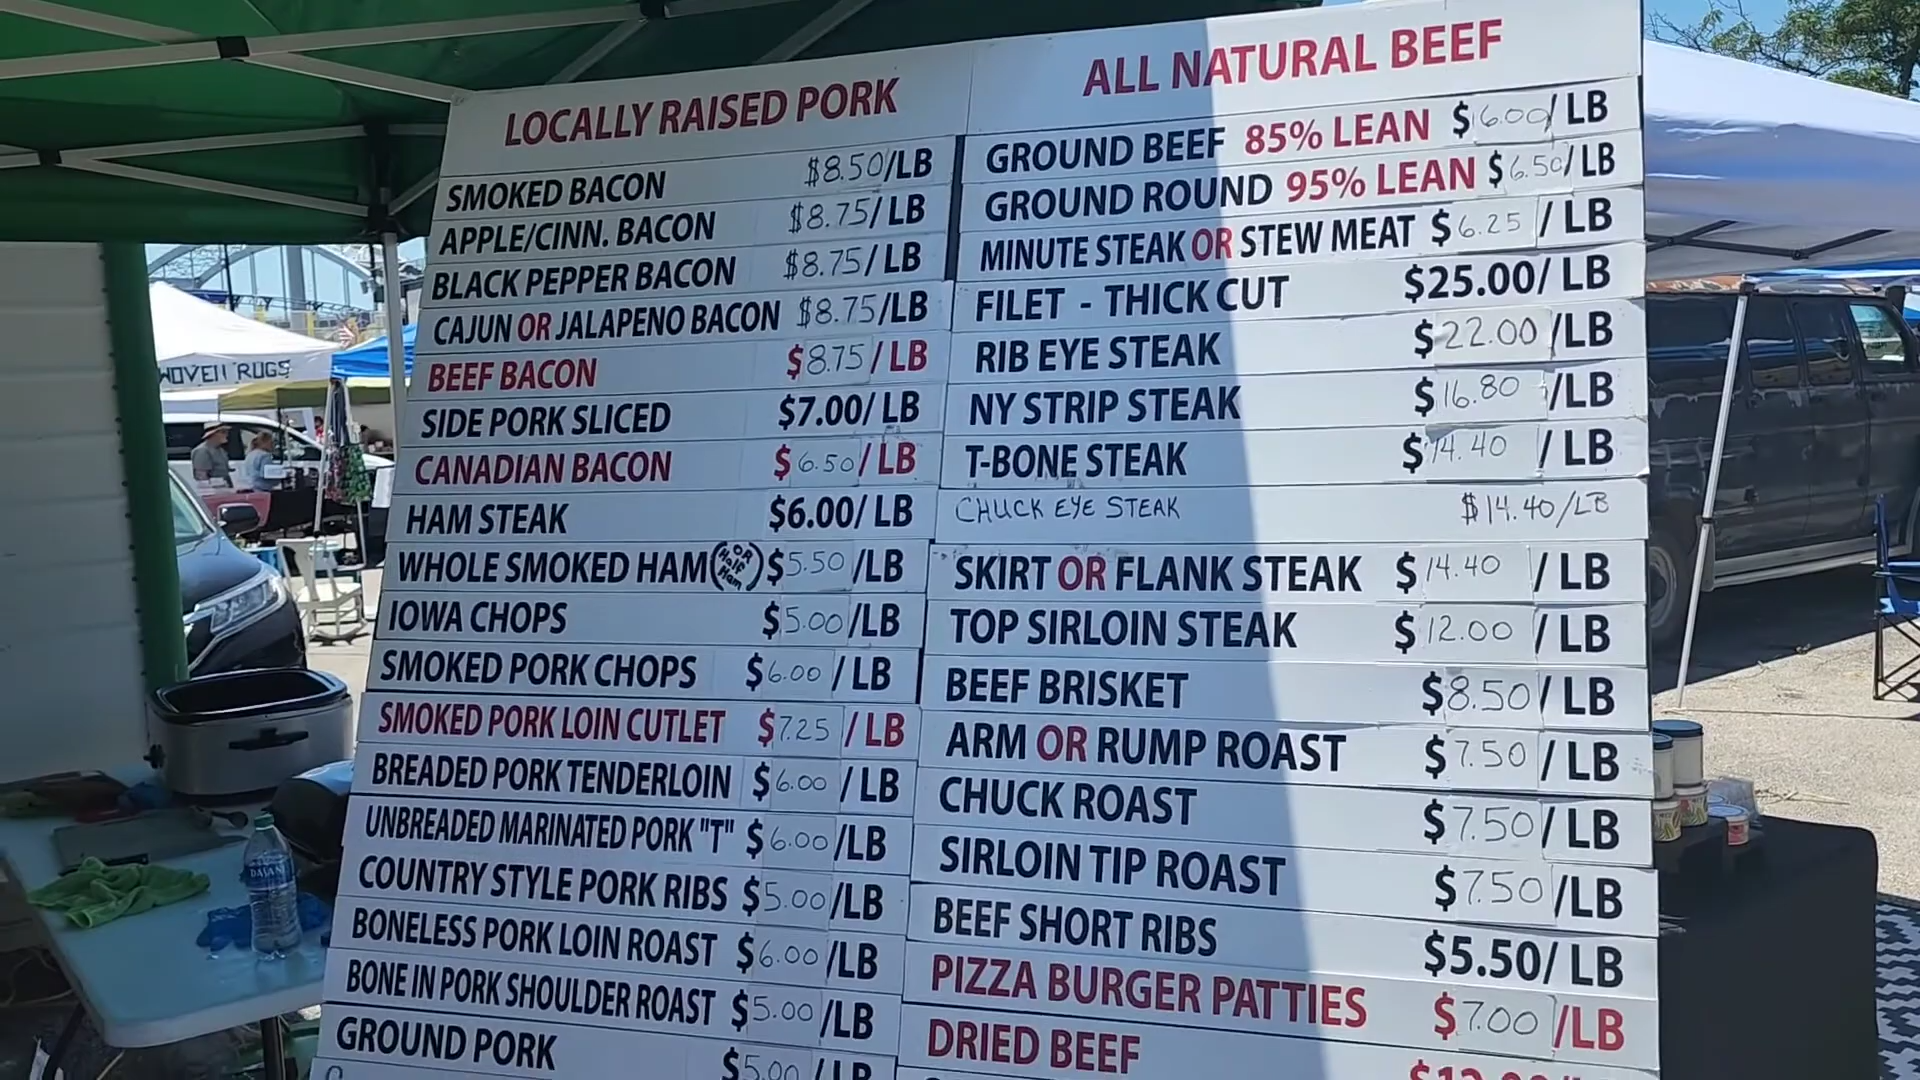 LOCALLY RAISED PORK
SMOKED BACON $8.50/LB
APPLE/CINN. BACON $8.75/LB
BLACK PEPPER BACON $8.75/LB
CAJUN OR JALAPENO BACON $8.75/LB
BEEF BACON $8.75/LB
SIDE PORK SLICED $7.00/LB
CANADIAN BACON $6.50/LB
HAM STEAK $6.00/LB
WHOLE SMOKED HAM (OR Half Ham) $5.50/LB
IOWA CHOPS $5.00/LB
SMOKED PORK CHOPS $6.00/LB
SMOKED PORK LOIN CUTLET $7.25/LB
BREADED PORK TENDERLOIN $6.00/LB
UNBREADED MARINATED PORK "T" $6.00/LB
COUNTRY STYLE PORK RIBS $5.00/LB
BONELESS PORK LOIN ROAST $6.00/LB
BONE IN PORK SHOULDER ROAST $5.00/LB
GROUND PORK $5.00/LB
ALL NATURAL BEEF
GROUND BEEF 85% LEAN $6.00/LB
GROUND ROUND 95% LEAN $6.50/LB
MINUTE STEAK OR STEW MEAT $6.25/LB
FILET - THICK CUT $25.00/LB
RIB EYE STEAK $22.00/LB
NY STRIP STEAK $16.80/LB
T-BONE STEAK $14.40/LB
CHUCK EYE STEAK $14.40/LB
SKIRT OR FLANK STEAK $14.40/LB
TOP SIRLOIN STEAK $12.00/LB
BEEF BRISKET $8.50/LB
ARM OR RUMP ROAST $7.50/LB
CHUCK ROAST $7.50/LB
SIRLOIN TIP ROAST $7.50/LB
BEEF SHORT RIBS $5.50/LB
PIZZA BURGER PATTIES $7.00/LB
DRIED BEEF
WOVEN RUGS
DASANI